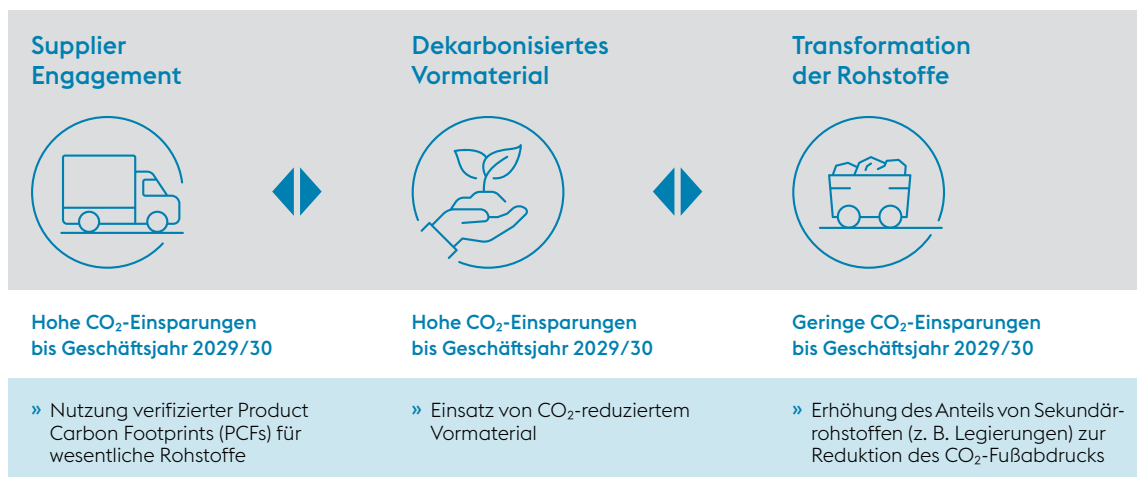 Supplier
Engagement
Dekarbonisiertes
Vormaterial
Transformation
der Rohstoffe
Hohe CO₂-Einsparungen
bis Geschäftsjahr 2029/30
Hohe CO₂-Einsparungen
bis Geschäftsjahr 2029/30
Geringe CO₂-Einsparungen
bis Geschäftsjahr 2029/30
» Nutzung verifizierter Product
Carbon Footprints (PCFs) für
wesentliche Rohstoffe
» Einsatz von CO₂-reduziertem
Vormaterial
» Erhöhung des Anteils von Sekundär-
rohstoffen (z. B. Legierungen) zur
Reduktion des CO₂-Fußabdrucks